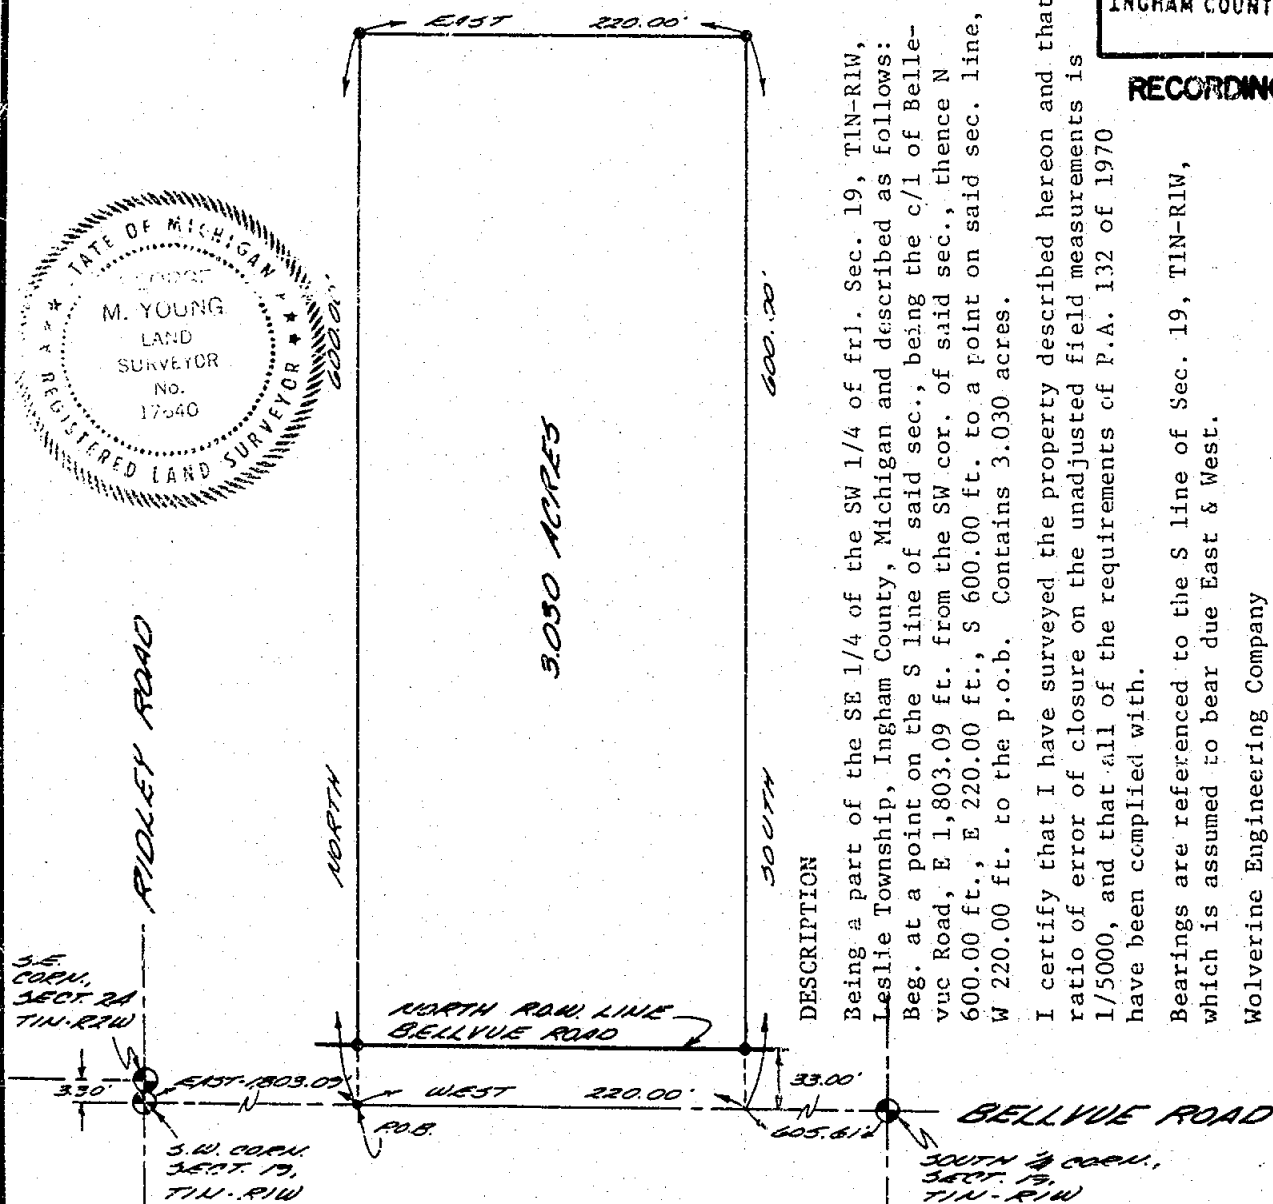 EAST 220.00'
INGHAM COUNT
RECORDING
TATE OF MICHIGAN
M. YOUNG
LAND
SURVEYOR
No.
REGISTERED LAND SURVEYOR
600.0
600.00'
3.030 ACRES
RIDLEY ROAD
NORTH
SOUTH
DESCRIPTION
Being a part of the SE 1/4 of the SW 1/4 of frl. Sec. 19, T1N-R1W,
Leslie Township, Ingham County, Michigan and described as follows:
Beg. at a point on the S line of said sec., being the c/l of Belle-
vue Road, E 1,803.09 ft. from the SW cor. of said sec., thence N
600.00 ft., E 220.00 ft., S 600.00 ft. to a point on said sec. line,
W 220.00 ft. to the p.o.b. Contains 3.030 acres.
I certify that I have surveyed the property described hereon and that
ratio of error of closure on the unadjusted field measurements is
1/5000, and that all of the requirements of P.A. 132 of 1970
have been complied with.
Bearings are referenced to the S line of Sec. 19, T1N-R1W,
which is assumed to bear due East & West.
Wolverine Engineering Company
S.E.
CORN.,
SECT. 24
T1N-R2W
NORTH R.O.W. LINE
BELLVUE ROAD
3.30'
EAST-1803.09'
WEST 220.00'
33.00'
605.61'
BELLVUE ROAD
P.O.B.
S.W. CORN.
SECT. 19,
T1N-R1W
SOUTH 1/4 CORN.,
SECT. 19,
T1N-R1W